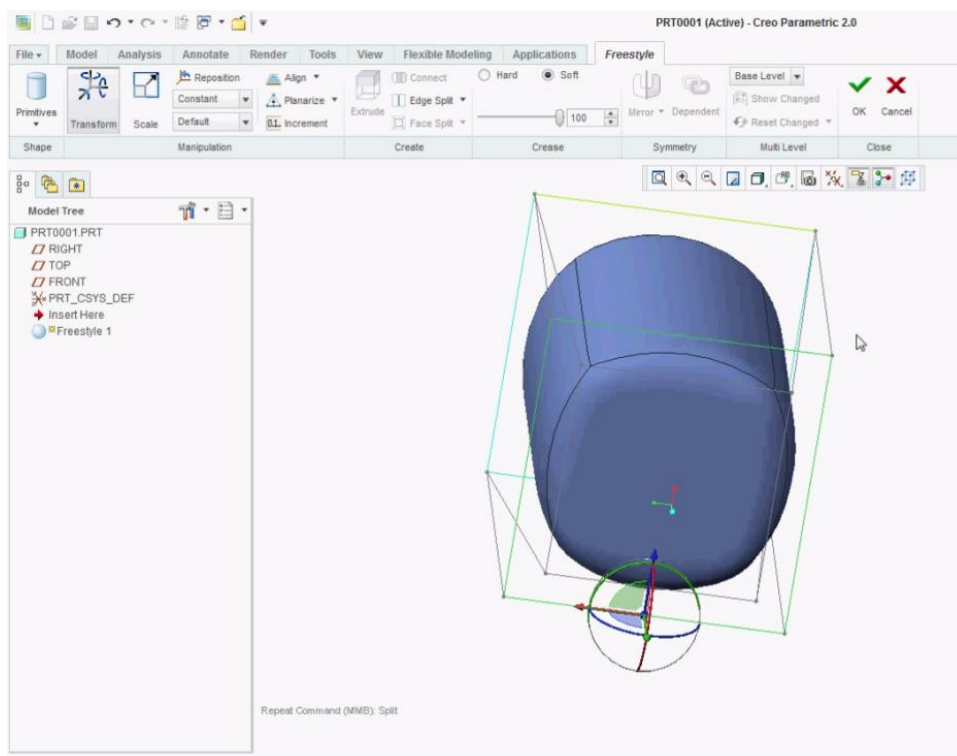 PRT0001 (Active) - Creo Parametric 2.0
File Model Analysis Annotate Render Tools View Flexible Modeling Applications Freestyle
Primitives
Transform
Scale
Reposition
Constant
Default
Align
Planarize
0.1.. Increment
Extrude
Connect
Edge Split
Face Split
Hard Soft
100
Mirror
Dependent
Base Level
Show Changed
Reset Changed
OK
Cancel
Shape Manipulation Create Crease Symmetry Multi Level Close
Model Tree
PRT0001.PRT
RIGHT
TOP
FRONT
PRT_CSYS_DEF
Insert Here
Freestyle 1
Repeat Command (MMB): Split